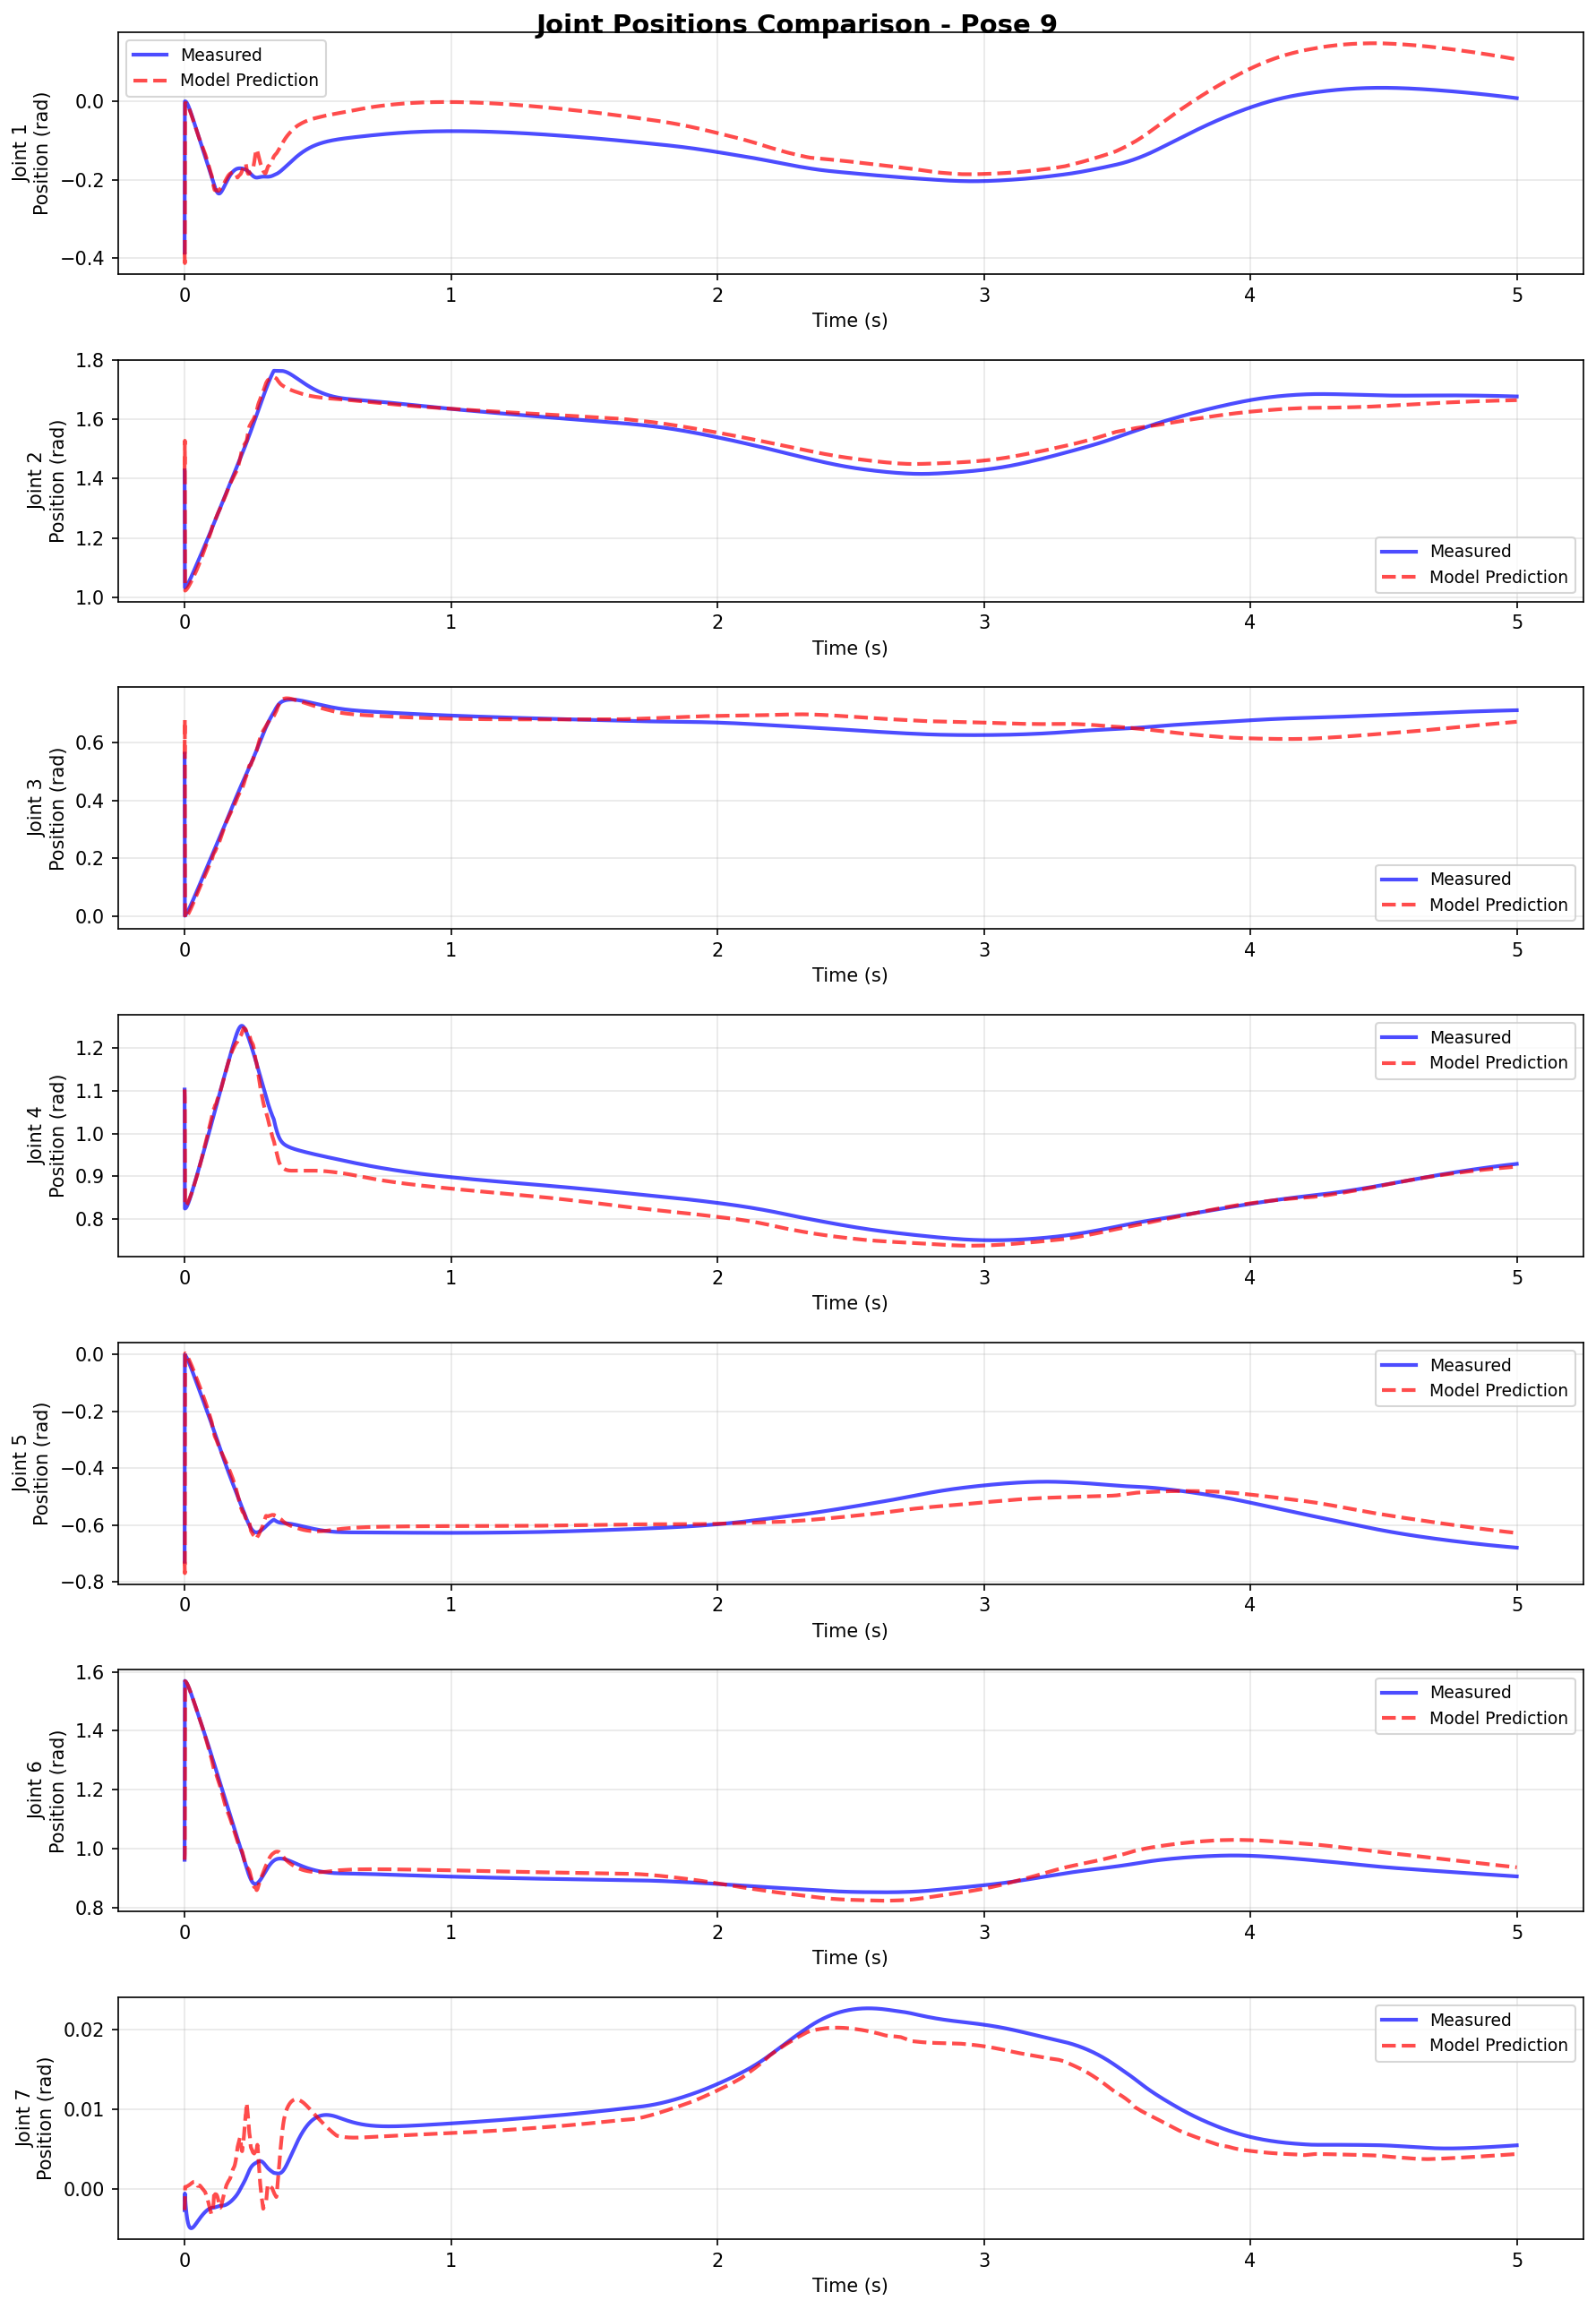 Joint Positions Comparison - Pose 9
Joint 1
Position (rad)
0.0
−0.2
−0.4
Measured
Model Prediction
0 1 2 3 4 5
Time (s)
Joint 2
Position (rad)
1.8
1.6
1.4
1.2
1.0
Measured
Model Prediction
0 1 2 3 4 5
Time (s)
Joint 3
Position (rad)
0.6
0.4
0.2
0.0
Measured
Model Prediction
0 1 2 3 4 5
Time (s)
Joint 4
Position (rad)
1.2
1.1
1.0
0.9
0.8
Measured
Model Prediction
0 1 2 3 4 5
Time (s)
Joint 5
Position (rad)
0.0
−0.2
−0.4
−0.6
−0.8
Measured
Model Prediction
0 1 2 3 4 5
Time (s)
Joint 6
Position (rad)
1.6
1.4
1.2
1.0
0.8
Measured
Model Prediction
0 1 2 3 4 5
Time (s)
Joint 7
Position (rad)
0.02
0.01
0.00
Measured
Model Prediction
0 1 2 3 4 5
Time (s)